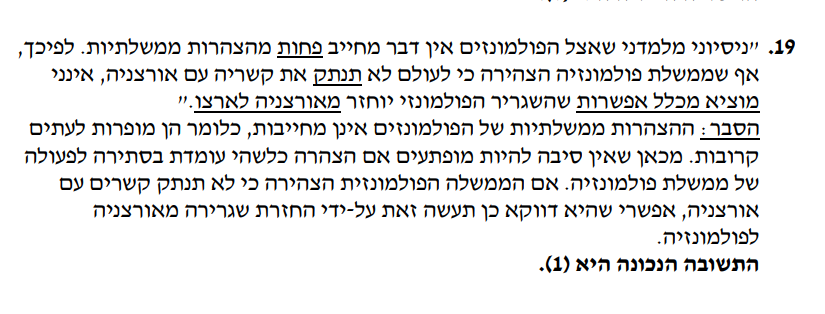 19. "ניסיוני מלמדני שאצל הפולמונזים אין דבר מחייב פחות מהצהרות ממשלתיות. לפיכך,
אף שממשלת פולמונזיה הצהירה כי לעולם לא תנתק את קשריה עם אורצניה, אינני
מוציא מכלל אפשרות שהשגריר הפולמונזי יוחזר מאורצניה לארצו."
הסבר: ההצהרות ממשלתיות של הפולמונזים אינן מחייבות, כלומר הן מופרות לעתים
קרובות. מכאן שאין סיבה להיות מופתעים אם הצהרה כלשהי עומדת בסתירה לפעולה
של ממשלת פולמונזיה. אם הממשלה הפולמונזית הצהירה כי לא תנתק קשרים עם
אורצניה, אפשרי שהיא דווקא כן תעשה זאת על-ידי החזרת שגרירה מאורצניה
לפולמונזיה.
התשובה הנכונה היא (1).